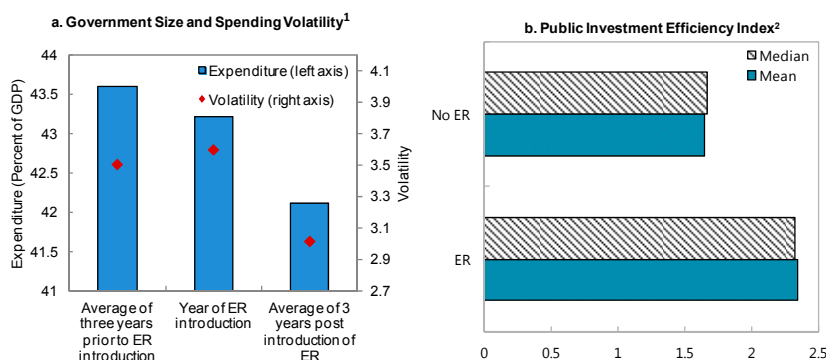 a. Government Size and Spending Volatility1
44
43.5
43
42.5
42
41.5
41
Expenditure (Percent of GDP)
Expenditure (left axis)
Volatility (right axis)
4.1
3.9
3.7
3.5
3.3
3.1
2.9
2.7
Volatility
Average of
three years
prior to ER
introduction
Year of ER
introduction
Average of 3
years post
introduction of
ER
b. Public Investment Efficiency Index²
Median
Mean
No ER
ER
0
0.5
1
1.5
2
2.5